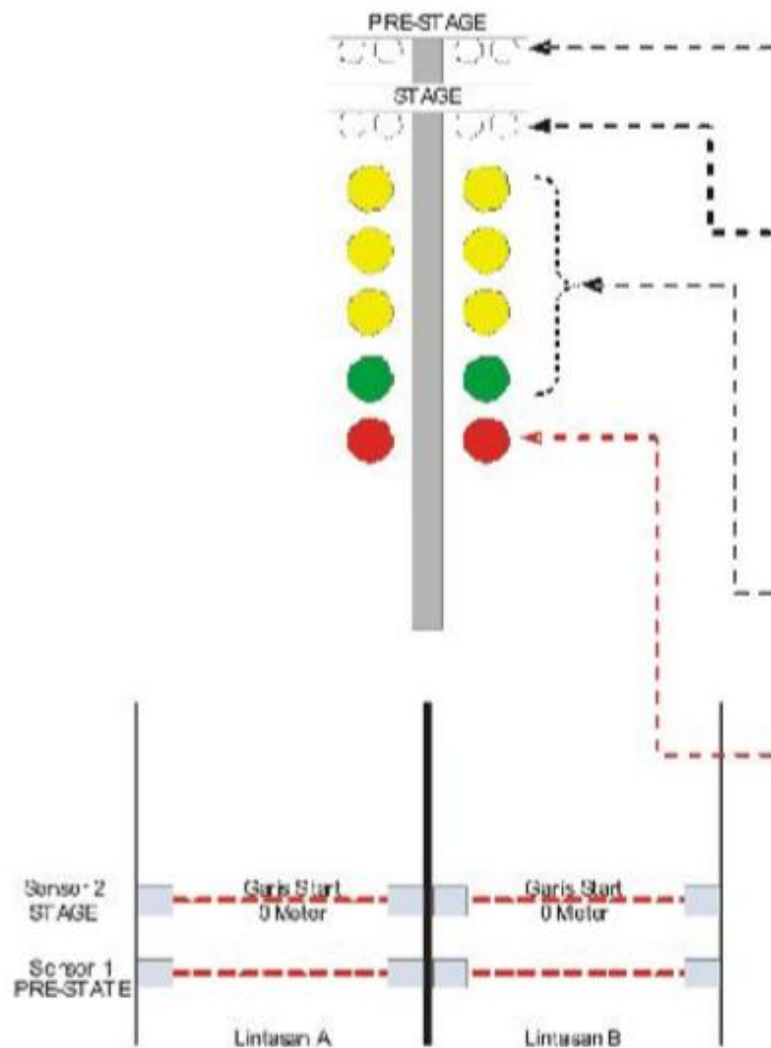 PRE-STAGE
STAGE
Sensor 2
STAGE
Garis Start
0 Meter
Garis Start
0 Meter
Sensor 1
PRE-STATE
Lintasan A
Lintasan B